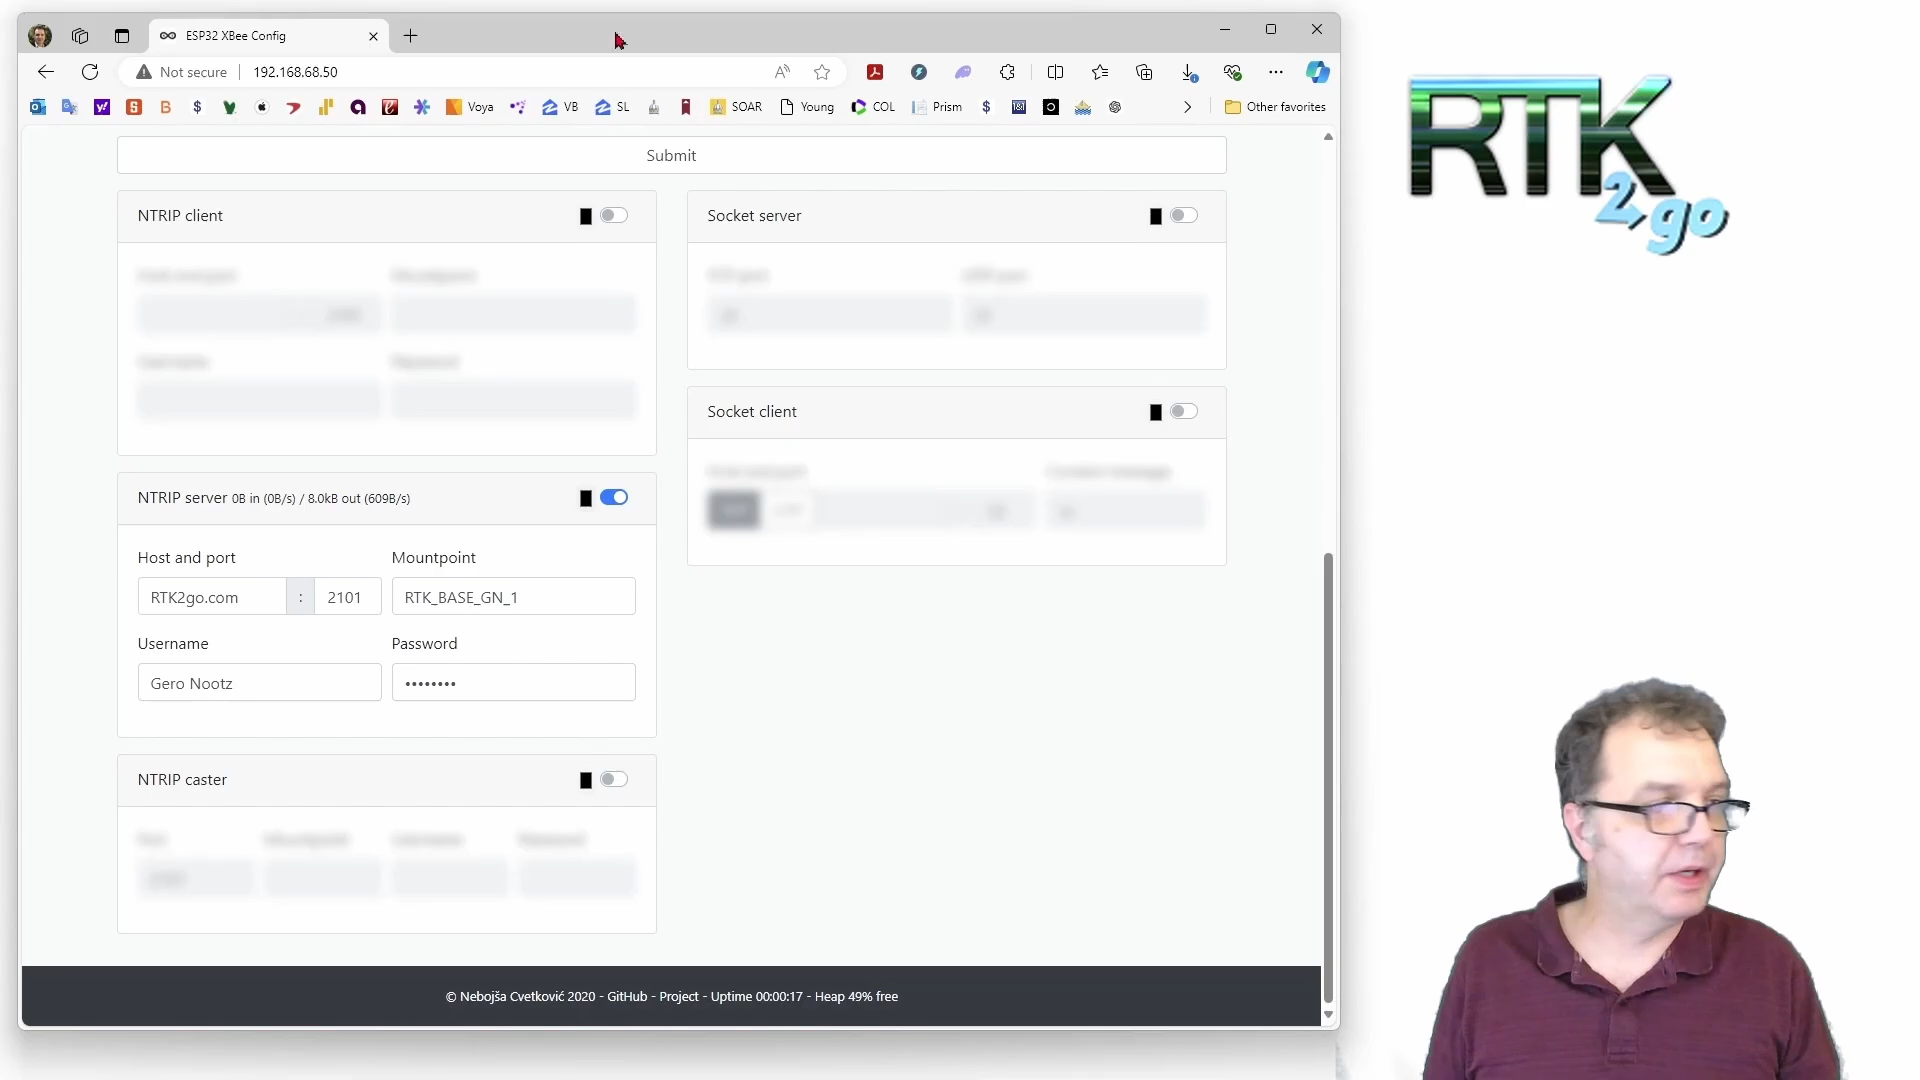 ESP32 XBee Config
Not secure
192.168.68.50
Voya
VB
SL
SOAR
Young
COL
Prism
Other favorites
Submit
NTRIP client
Socket server
Socket client
NTRIP server 0B in (0B/s) / 8.0kB out (609B/s)
Host and port
Mountpoint
RTK2go.com : 2101
RTK_BASE_GN_1
Username
Password
Gero Nootz
••••••••
NTRIP caster
© Nebojša Cvetković 2020 - GitHub - Project - Uptime 00:00:17 - Heap 49% free
RTK
2go